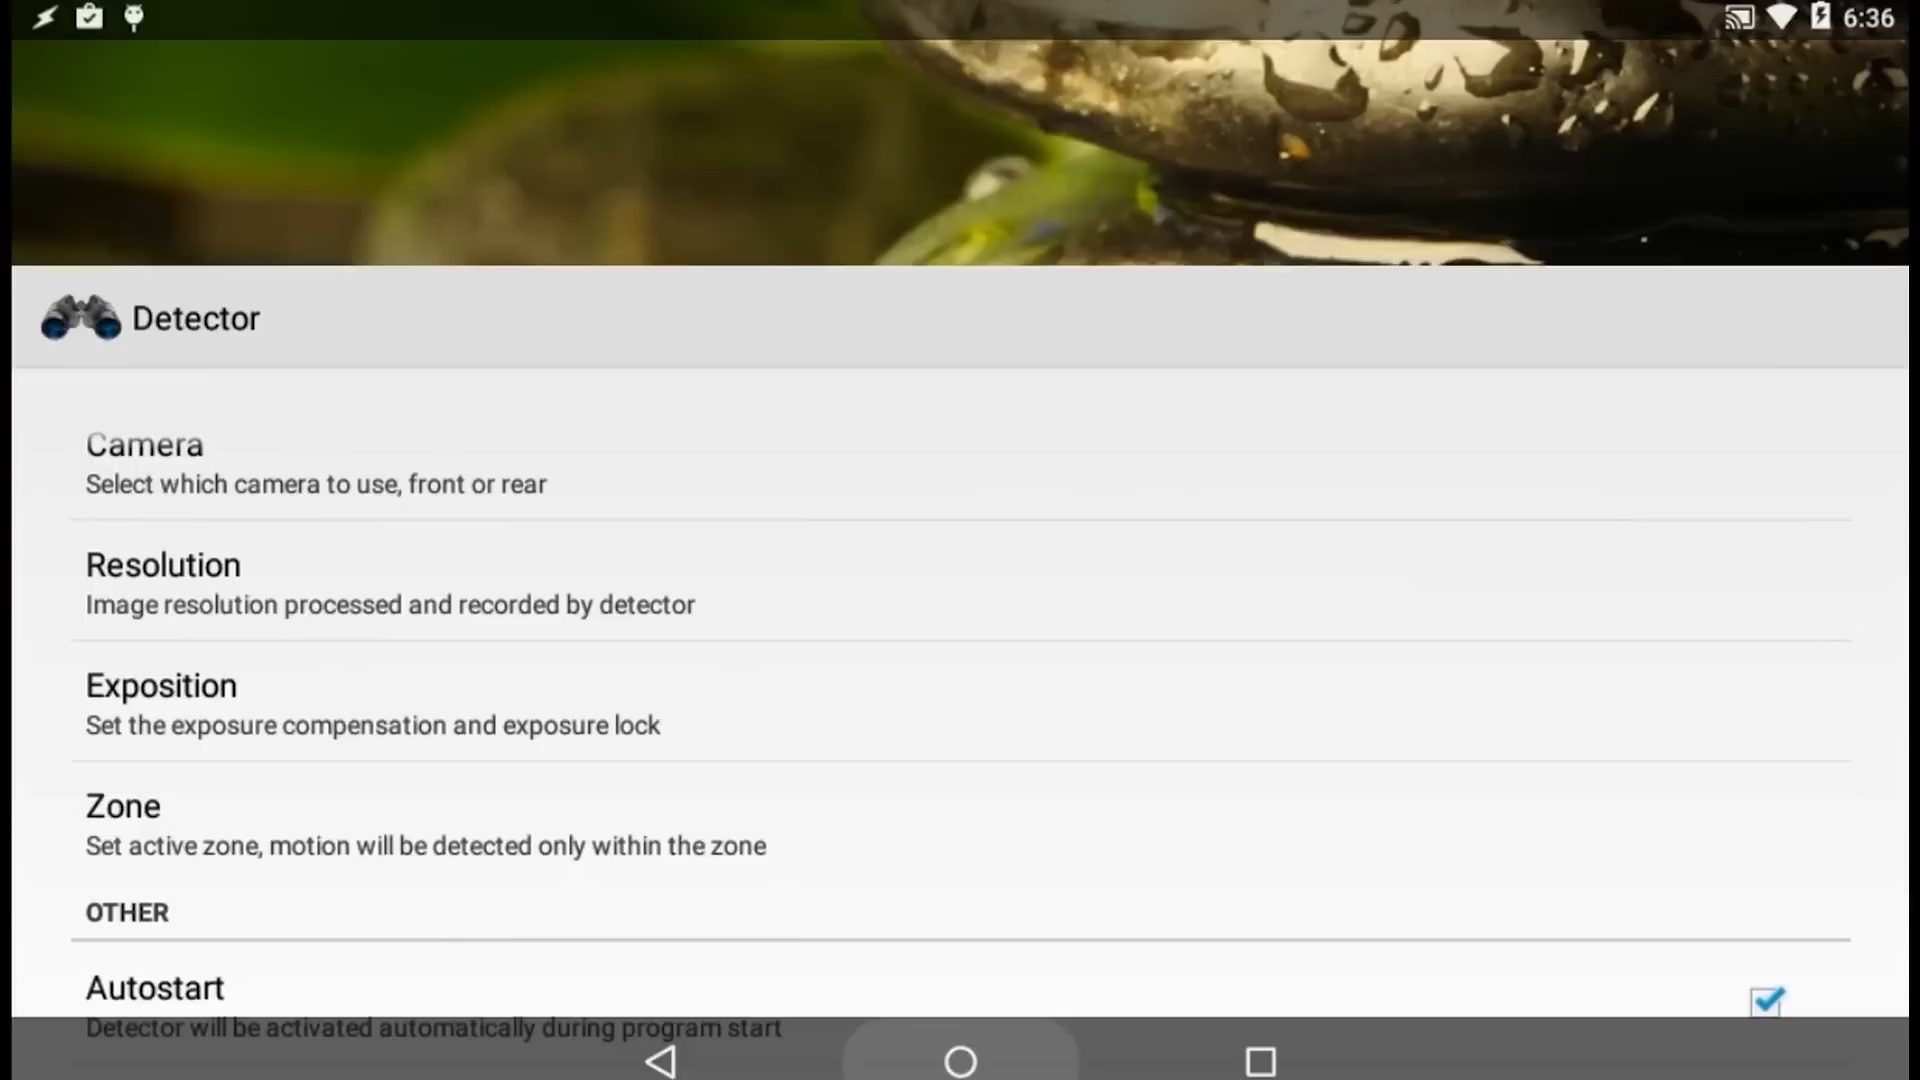 6:36
Detector
Camera
Select which camera to use, front or rear
Resolution
Image resolution processed and recorded by detector
Exposition
Set the exposure compensation and exposure lock
Zone
Set active zone, motion will be detected only within the zone
OTHER
Autostart
Detector will be activated automatically during program start